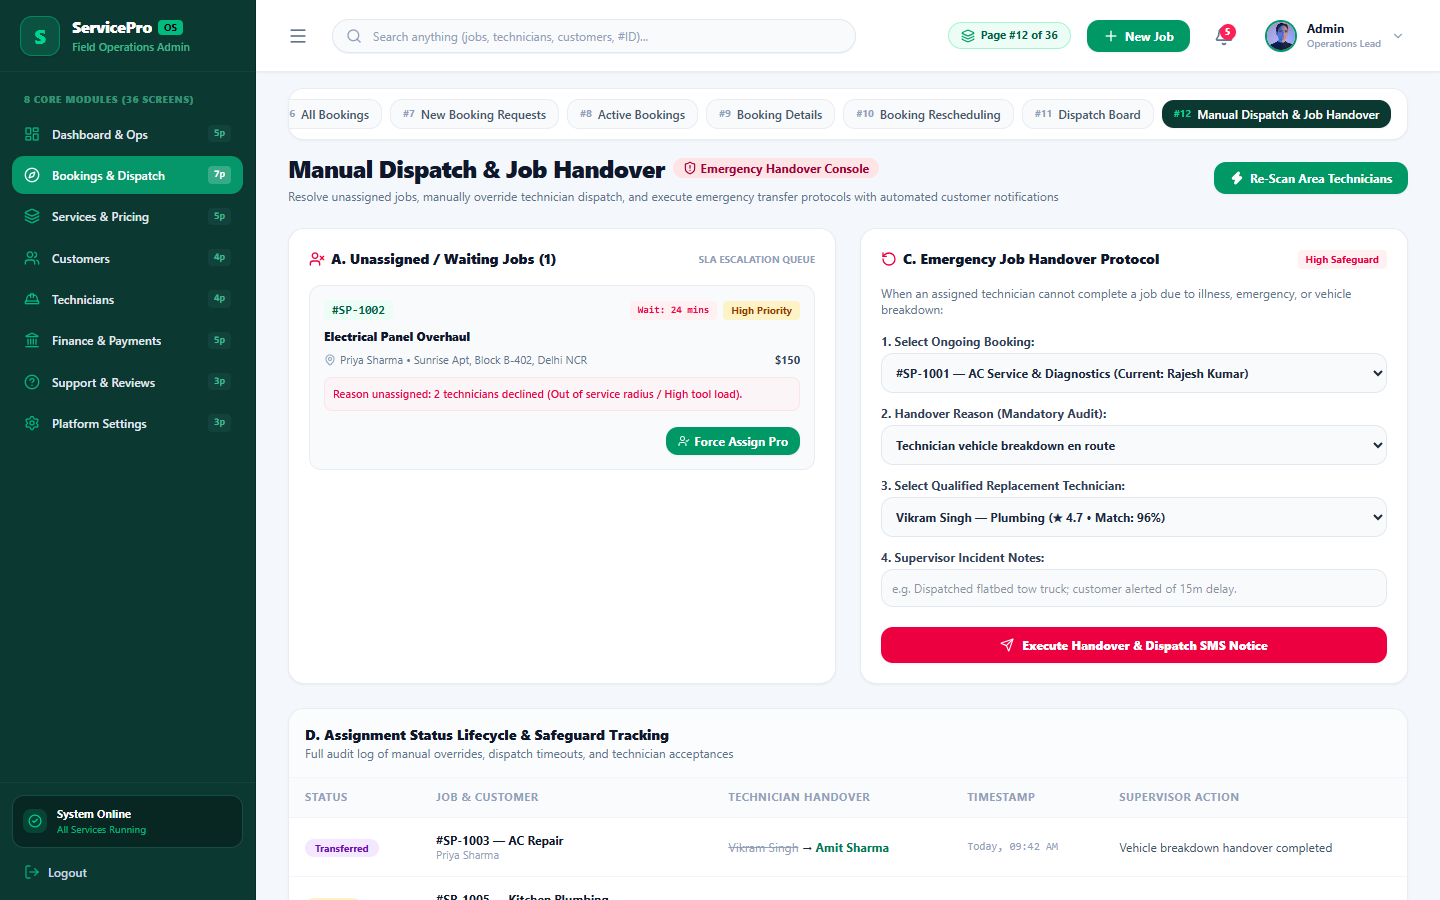 S
ServicePro OS
Field Operations Admin
8 CORE MODULES (36 SCREENS)
Dashboard & Ops 5p
Bookings & Dispatch 7p
Services & Pricing 5p
Customers 4p
Technicians 4p
Finance & Payments 5p
Support & Reviews 3p
Platform Settings 3p
System Online
All Services Running
Logout
Search anything (jobs, technicians, customers, #ID)...
Page #12 of 36
New Job
5
Admin
Operations Lead
6 All Bookings
#7 New Booking Requests
#8 Active Bookings
#9 Booking Details
#10 Booking Rescheduling
#11 Dispatch Board
#12 Manual Dispatch & Job Handover
Manual Dispatch & Job Handover
Emergency Handover Console
Resolve unassigned jobs, manually override technician dispatch, and execute emergency transfer protocols with automated customer notifications
Re-Scan Area Technicians
A. Unassigned / Waiting Jobs (1)
SLA ESCALATION QUEUE
#SP-1002
Wait: 24 mins
High Priority
Electrical Panel Overhaul
Priya Sharma • Sunrise Apt, Block B-402, Delhi NCR
$150
Reason unassigned: 2 technicians declined (Out of service radius / High tool load).
Force Assign Pro
C. Emergency Job Handover Protocol
High Safeguard
When an assigned technician cannot complete a job due to illness, emergency, or vehicle
breakdown:
1. Select Ongoing Booking:
#SP-1001 — AC Service & Diagnostics (Current: Rajesh Kumar)
2. Handover Reason (Mandatory Audit):
Technician vehicle breakdown en route
3. Select Qualified Replacement Technician:
Vikram Singh — Plumbing (★ 4.7 • Match: 96%)
4. Supervisor Incident Notes:
e.g. Dispatched flatbed tow truck; customer alerted of 15m delay.
Execute Handover & Dispatch SMS Notice
D. Assignment Status Lifecycle & Safeguard Tracking
Full audit log of manual overrides, dispatch timeouts, and technician acceptances
STATUS JOB & CUSTOMER TECHNICIAN HANDOVER TIMESTAMP SUPERVISOR ACTION
Transferred
#SP-1003 — AC Repair
Priya Sharma
Vikram Singh → Amit Sharma
Today, 09:42 AM
Vehicle breakdown handover completed
#SP-1005 — Kitchen Plumbing